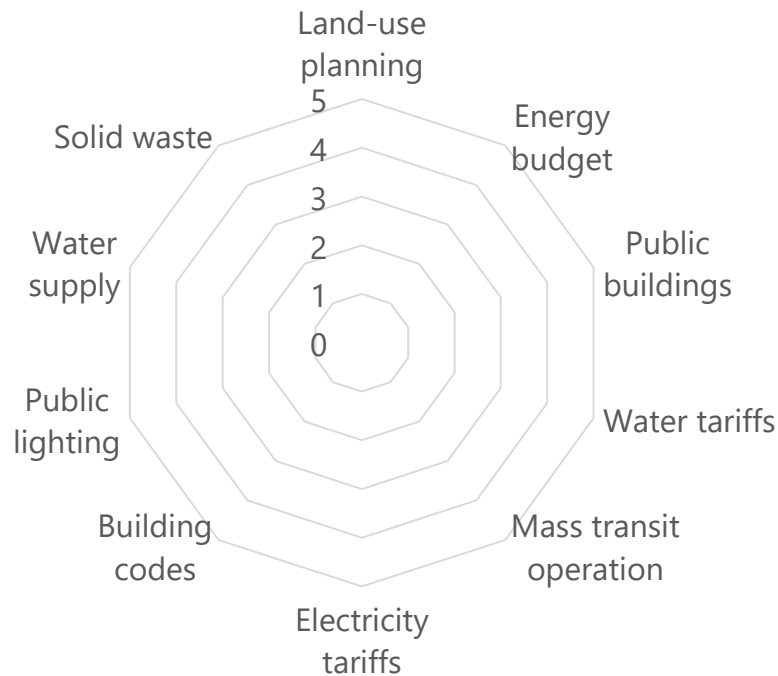 Land-use
planning
Energy
budget
Public
buildings
Water tariffs
Mass transit
operation
Electricity
tariffs
Building
codes
Public
lighting
Water
supply
Solid waste
5
4
3
2
1
0